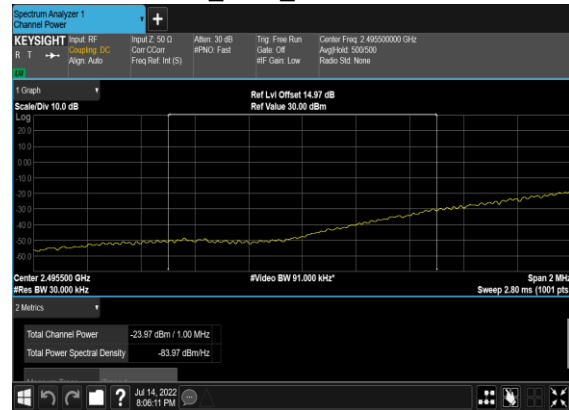 Spectrum Analyzer 1
Channel Power
+
KEYSIGHT Input: RF Input Z: 50 Ω Atten: 30 dB Trig: Free Run Center Freq: 2.495500000 GHz
R T Coupling: DC Corr CCorr #PNO: Fast Gate: Off Avg|Hold: 500/500
Align: Auto Freq Ref: Int (S) #IF Gain: Low Radio Std: None
1 Graph
Ref Lvl Offset 14.97 dB
Scale/Div 10.0 dB Ref Value 30.00 dBm
Log
20.0
10.0
0.00
-10.0
-20.0
-30.0
-40.0
-50.0
-60.0
Center 2.495500 GHz #Video BW 91.000 kHz* Span 2 MHz
#Res BW 30.000 kHz Sweep 2.80 ms (1001 pts
2 Metrics
Total Channel Power -23.97 dBm / 1.00 MHz
Total Power Spectral Density -83.97 dBm/Hz
?
Jul 14, 2022
8:06:11 PM